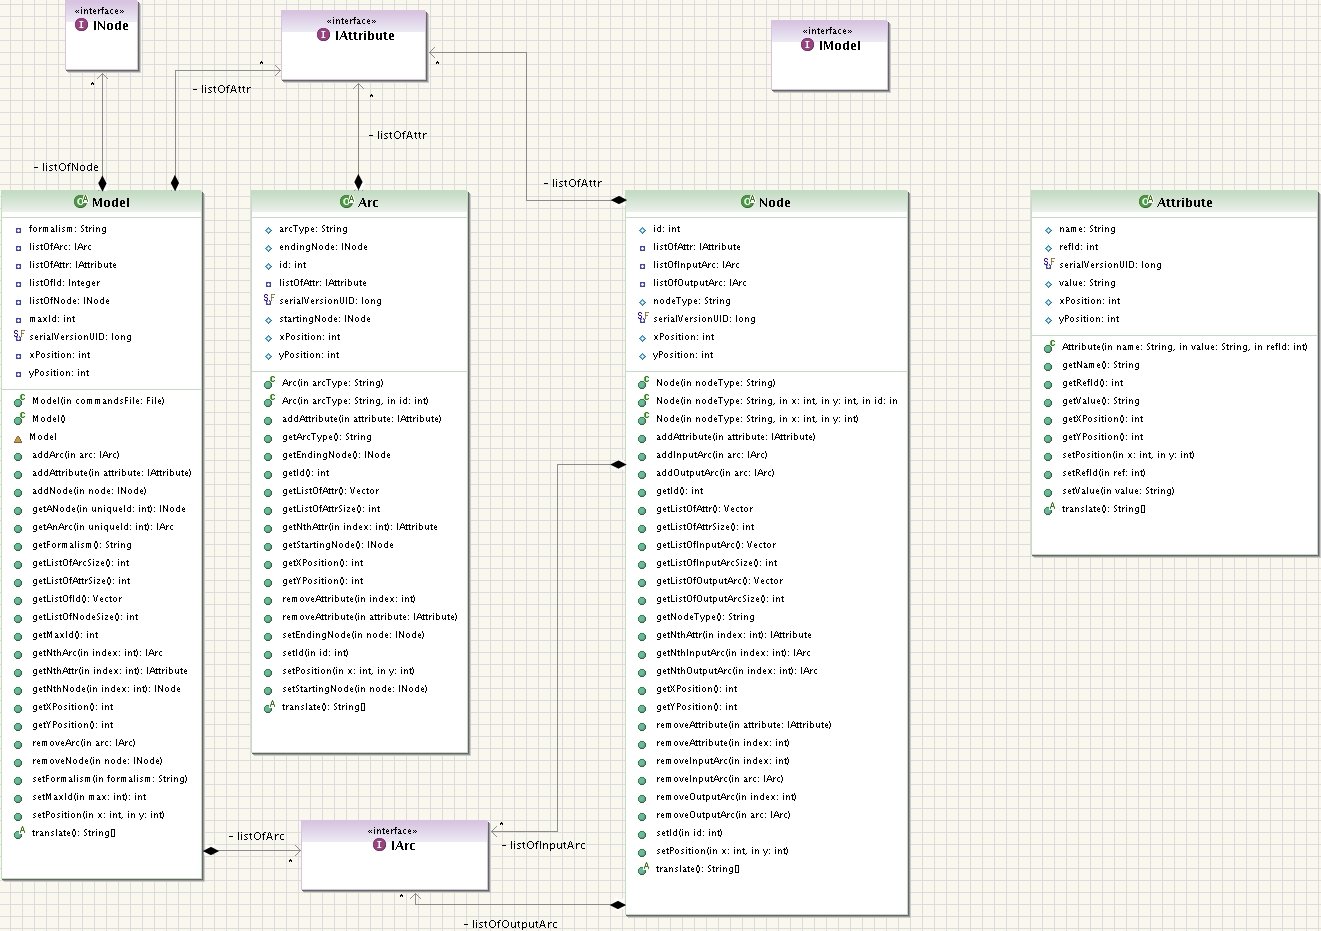 «interface»
INode
«interface»
IAttribute
«interface»
IModel
*
*
*
*
- listOfAttr
- listOfAttr
- listOfNode
- listOfAttr
Model
formalism: String
listOfArc: IArc
listOfAttr: IAttribute
listOfId: Integer
listOfNode: INode
maxId: int
serialVersionUID: long
xPosition: int
yPosition: int
Model(in commandsFile: File)
Model()
Model
addArc(in arc: IArc)
addAttribute(in attribute: IAttribute)
addNode(in node: INode)
getANode(in uniqueId: int): INode
getAnArc(in uniqueId: int): IArc
getFormalism(): String
getListOfArcSize(): int
getListOfAttrSize(): int
getListOfId(): Vector
getListOfNodeSize(): int
getMaxId(): int
getNthArc(in index: int): IArc
getNthAttr(in index: int): IAttribute
getNthNode(in index: int): INode
getXPosition(): int
getYPosition(): int
removeArc(in arc: IArc)
removeNode(in node: INode)
setFormalism(in formalism: String)
setMaxId(in max: int): int
setPosition(in x: int, in y: int)
translate(): String[]
Arc
arcType: String
endingNode: INode
id: int
listOfAttr: IAttribute
serialVersionUID: long
startingNode: INode
xPosition: int
yPosition: int
Arc(in arcType: String)
Arc(in arcType: String, in id: int)
addAttribute(in attribute: IAttribute)
getArcType(): String
getEndingNode(): INode
getId(): int
getListOfAttr(): Vector
getListOfAttrSize(): int
getNthAttr(in index: int): IAttribute
getStartingNode(): INode
getXPosition(): int
getYPosition(): int
removeAttribute(in index: int)
removeAttribute(in attribute: IAttribute)
setEndingNode(in node: INode)
setId(in id: int)
setPosition(in x: int, in y: int)
setStartingNode(in node: INode)
translate(): String[]
Node
id: int
listOfAttr: IAttribute
listOfInputArc: IArc
listOfOutputArc: IArc
nodeType: String
serialVersionUID: long
xPosition: int
yPosition: int
Node(in nodeType: String)
Node(in nodeType: String, in x: int, in y: int, in id: in
Node(in nodeType: String, in x: int, in y: int)
addAttribute(in attribute: IAttribute)
addInputArc(in arc: IArc)
addOutputArc(in arc: IArc)
getId(): int
getListOfAttr(): Vector
getListOfAttrSize(): int
getListOfInputArc(): Vector
getListOfInputArcSize(): int
getListOfOutputArc(): Vector
getListOfOutputArcSize(): int
getNodeType(): String
getNthAttr(in index: int): IAttribute
getNthInputArc(in index: int): IArc
getNthOutputArc(in index: int): IArc
getXPosition(): int
getYPosition(): int
removeAttribute(in attribute: IAttribute)
removeAttribute(in index: int)
removeInputArc(in index: int)
removeInputArc(in arc: IArc)
removeOutputArc(in index: int)
removeOutputArc(in arc: IArc)
setId(in id: int)
setPosition(in x: int, in y: int)
translate(): String[]
Attribute
name: String
refId: int
serialVersionUID: long
value: String
xPosition: int
yPosition: int
Attribute(in name: String, in value: String, in refId: int)
getName(): String
getRefId(): int
getValue(): String
getXPosition(): int
getYPosition(): int
setPosition(in x: int, in y: int)
setRefId(in ref: int)
setValue(in value: String)
translate(): String[]
- listOfArc
*
«interface»
IArc
*
- listOfInputArc
*
- listOfOutputArc